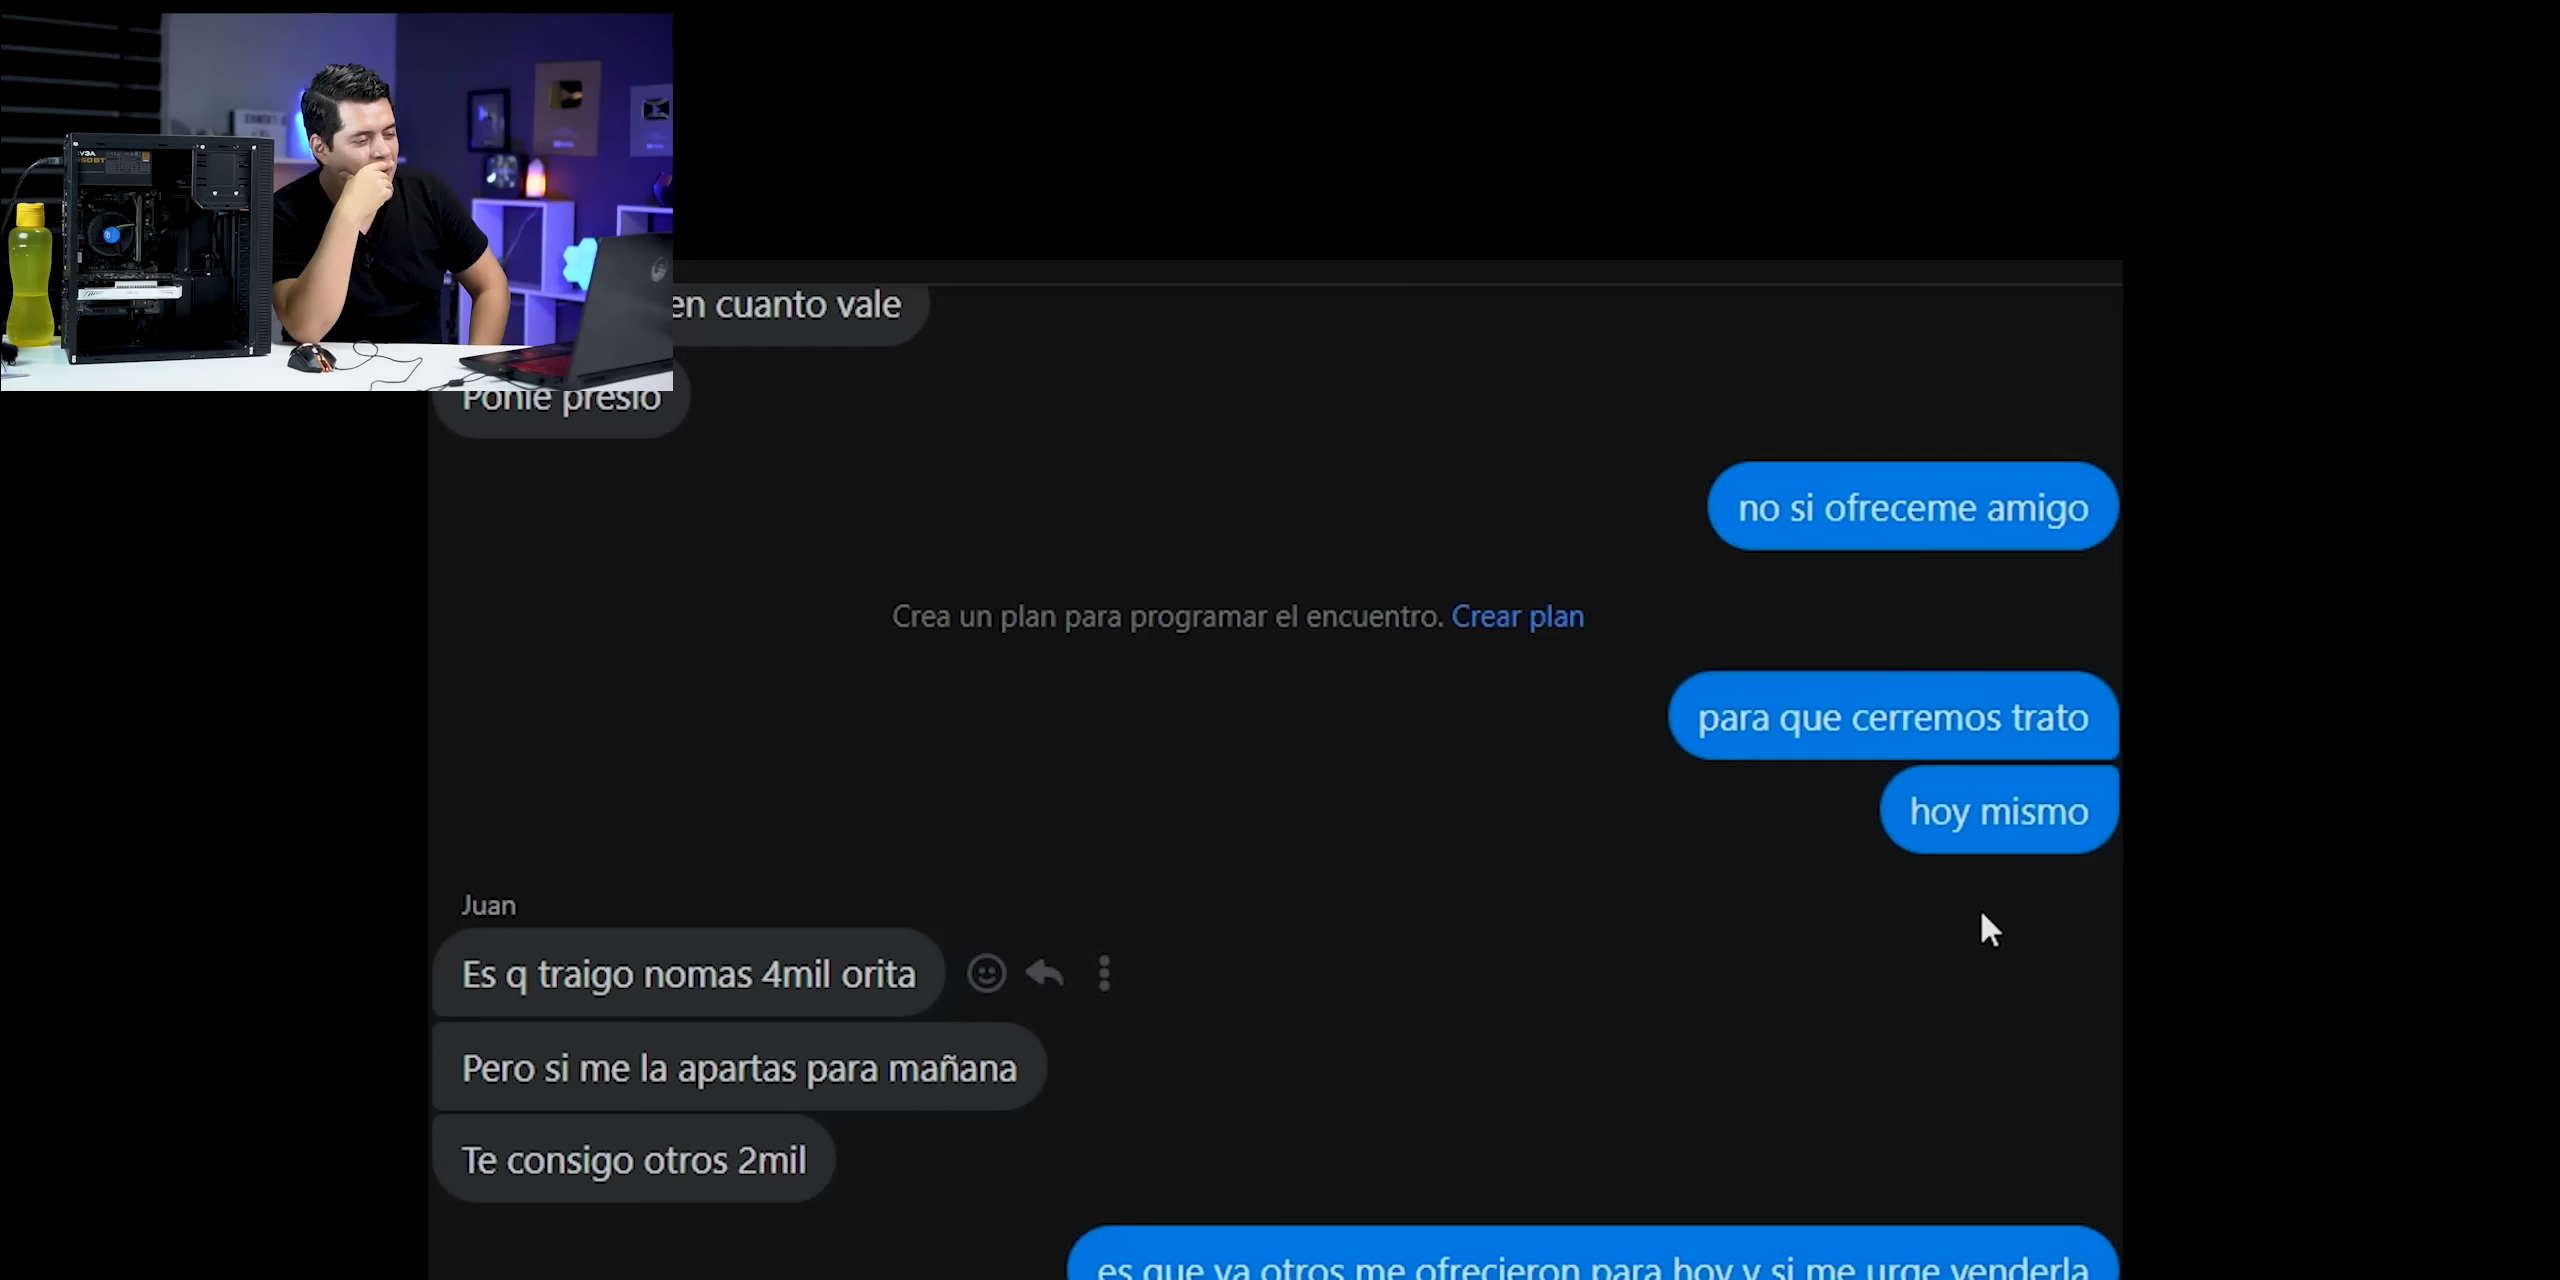 en cuanto vale
Ponle presio
no si ofreceme amigo
Crea un plan para programar el encuentro. Crear plan
para que cerremos trato
hoy mismo
Juan
Es q traigo nomas 4mil orita
Pero si me la apartas para mañana
Te consigo otros 2mil
es que ya otros me ofrecieron para hoy y si me urge venderla